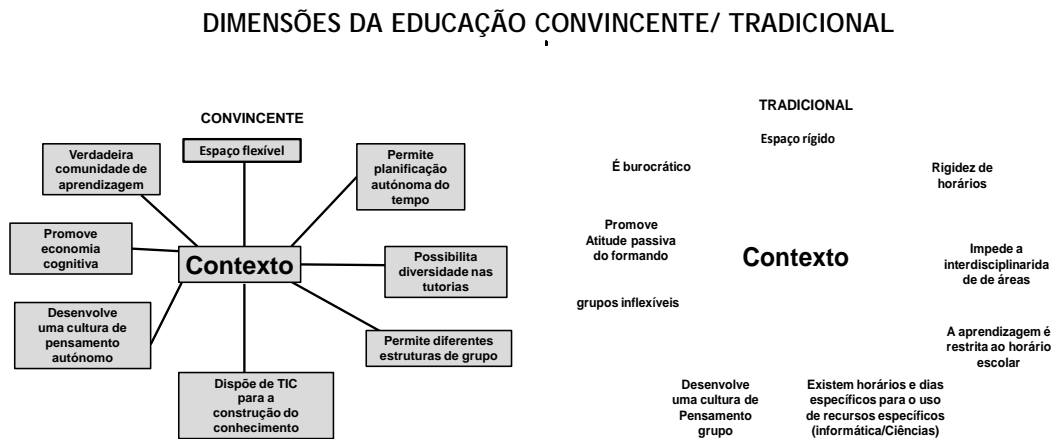 DIMENSÕES DA EDUCAÇÃO CONVINCENTE/ TRADICIONAL
CONVINCENTE
Espaço flexível
Verdadeira
comunidade de
aprendizagem
Permite
planificação
autónoma do
tempo
Promove
economia
cognitiva
Contexto
Possibilita
diversidade nas
tutorias
Desenvolve
uma cultura de
pensamento
autónomo
Permite diferentes
estruturas de grupo
Dispõe de TIC
para a
construção do
conhecimento
TRADICIONAL
Espaço rígido
É burocrático
Rigidez de
horários
Promove
Atitude passiva
do formando
Contexto
Impede a
interdisciplinarida
de de áreas
grupos inflexíveis
A aprendizagem é
restrita ao horário
escolar
Desenvolve
uma cultura de
Pensamento
grupo
Existem horários e dias
específicos para o uso
de recursos específicos
(informática/Ciências)